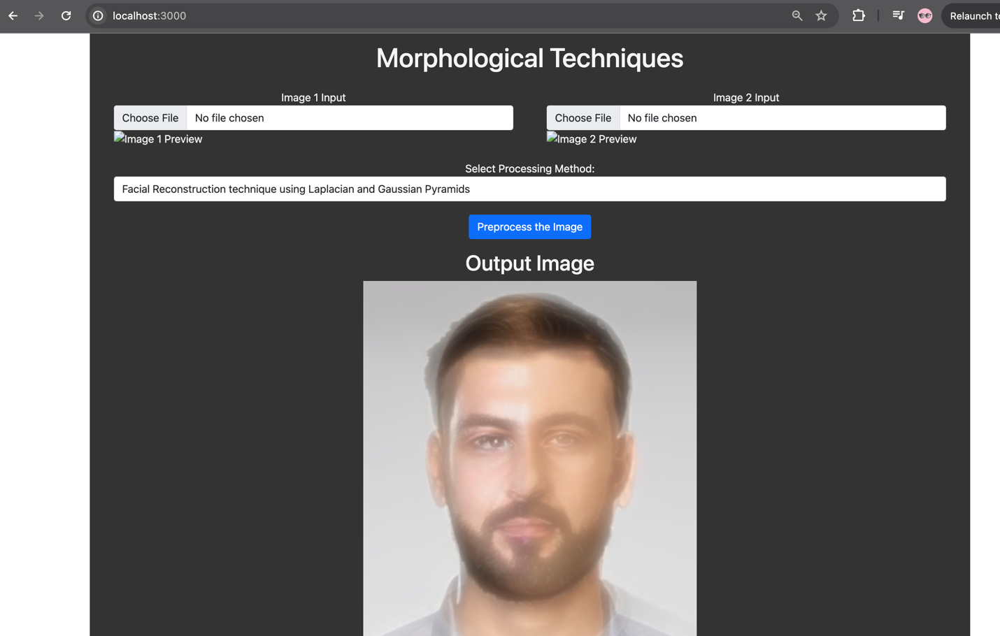 localhost:3000
Relaunch to
Morphological Techniques
Image 1 Input
Image 2 Input
Choose File No file chosen
Choose File No file chosen
Image 1 Preview
Image 2 Preview
Select Processing Method:
Facial Reconstruction technique using Laplacian and Gaussian Pyramids
Preprocess the Image
Output Image